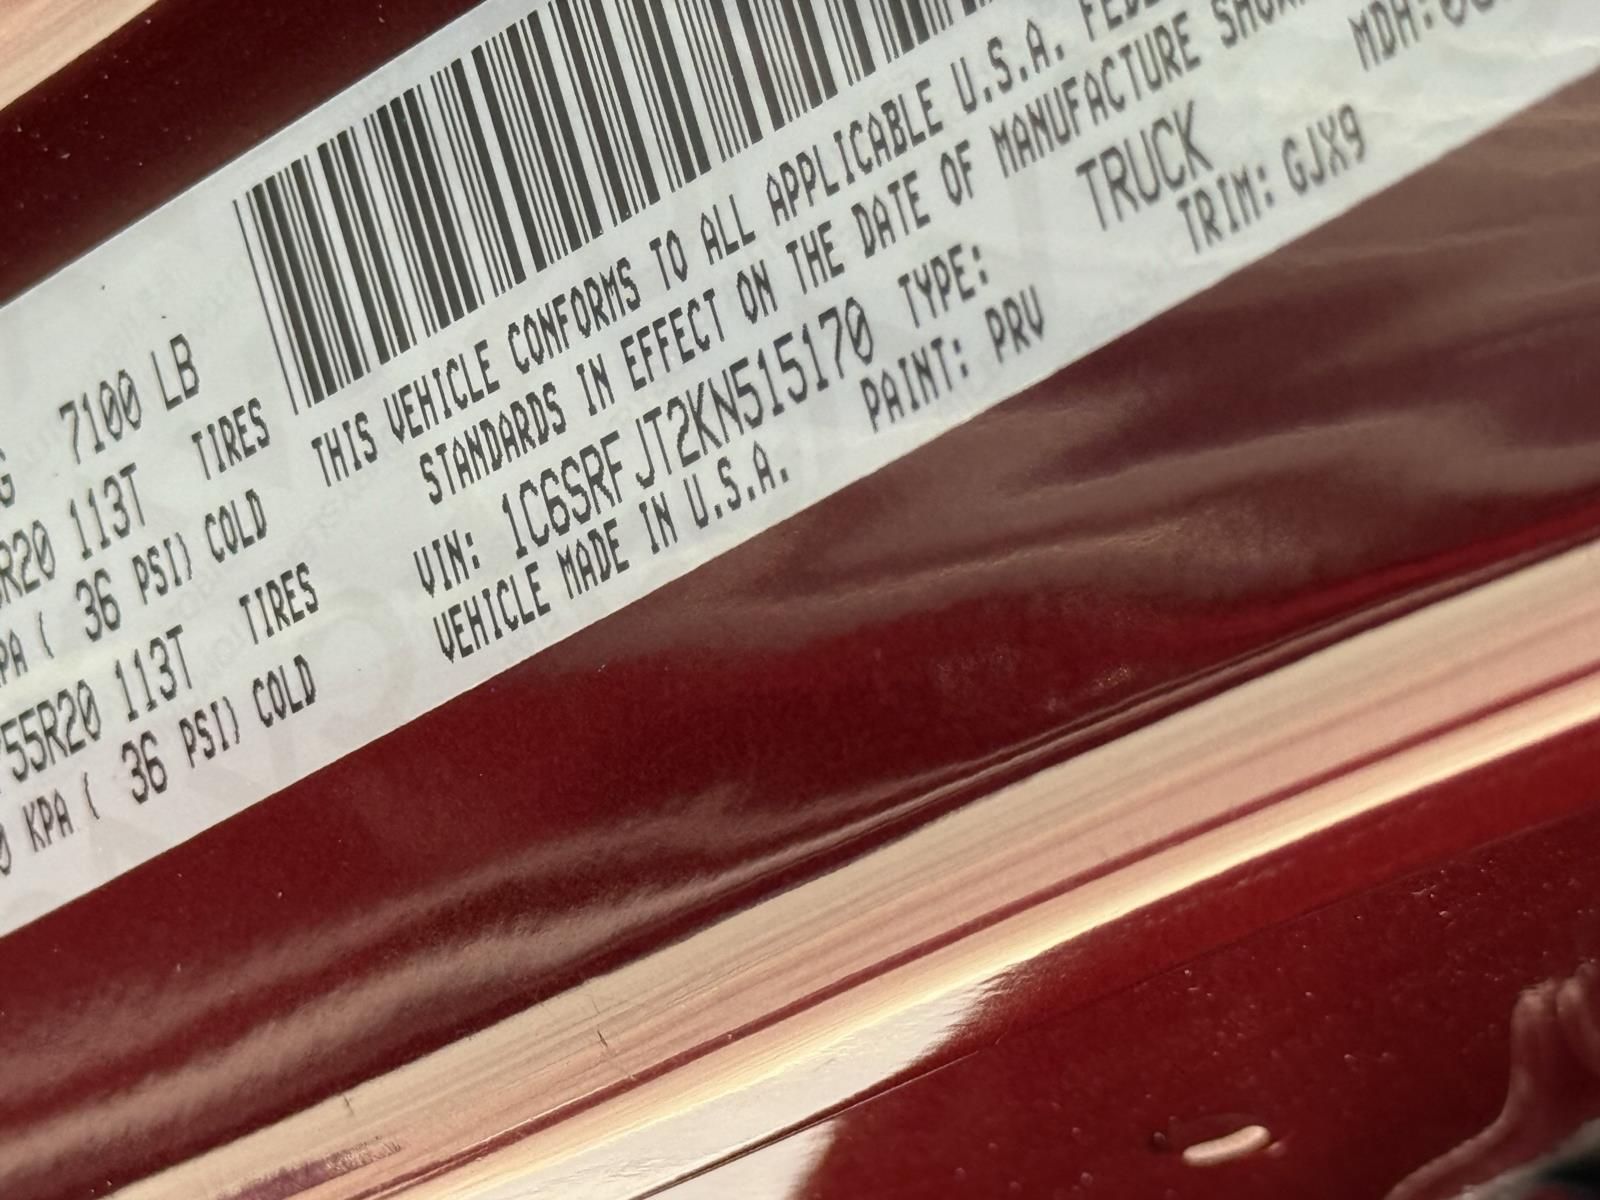 7100 LB
TIRES
R20 113T
KPA ( 36 PSI) COLD
TIRES
55R20 113T
KPA ( 36 PSI) COLD
THIS VEHICLE CONFORMS TO ALL APPLICABLE U.S.A.
STANDARDS IN EFFECT ON THE DATE OF MANUFACTURE
VIN: 1C6SRFJT2KN515170 TYPE: TRUCK
VEHICLE MADE IN U.S.A. PAINT: PRV TRIM: GJX9
MDH: